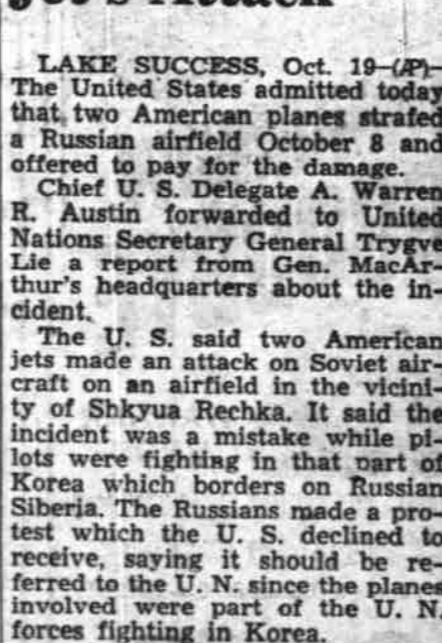 jet's Attack
LAKE SUCCESS, Oct. 19—(AP)—
The United States admitted today
that two American planes strafed
a Russian airfield October 8 and
offered to pay for the damage.
Chief U. S. Delegate A. Warren
R. Austin forwarded to United
Nations Secretary General Trygve
Lie a report from Gen. MacAr-
thur's headquarters about the in-
cident.
The U. S. said two American
jets made an attack on Soviet air-
craft on an airfield in the vicini-
ty of Shkyua Rechka. It said the
incident was a mistake while pi-
lots were fighting in that part of
Korea which borders on Russian
Siberia. The Russians made a pro-
test which the U. S. declined to
receive, saying it should be re-
ferred to the U. N. since the planes
involved were part of the U. N.
forces fighting in Korea.